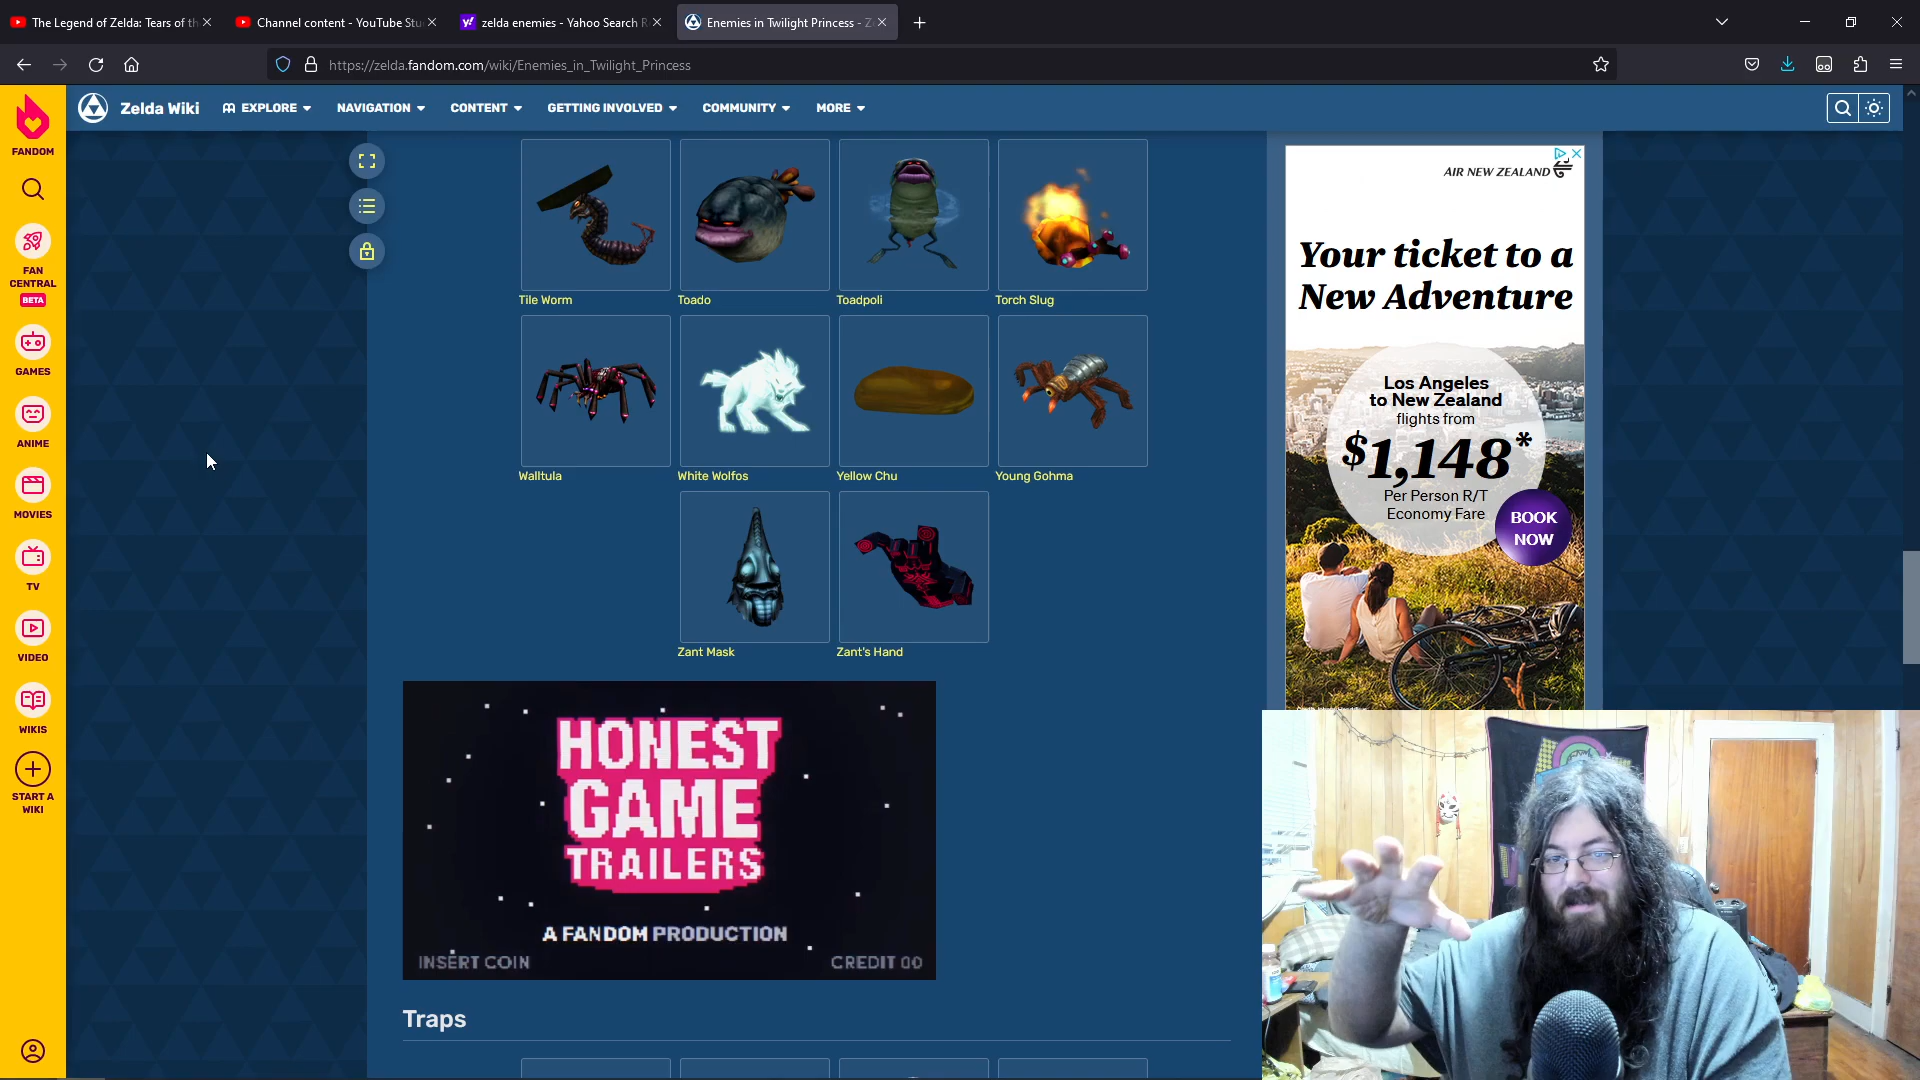 The Legend of Zelda: Tears of th
Channel content - YouTube Stu
zelda enemies - Yahoo Search R
Enemies in Twilight Princess - Z
https://zelda.fandom.com/wiki/Enemies_in_Twilight_Princess
Zelda Wiki
EXPLORE
NAVIGATION
CONTENT
GETTING INVOLVED
COMMUNITY
MORE
FANDOM
FAN
CENTRAL
BETA
GAMES
ANIME
MOVIES
TV
VIDEO
WIKIS
START A
WIKI
Tile Worm
Toado
Toadpoli
Torch Slug
Walltula
White Wolfos
Yellow Chu
Young Gohma
Zant Mask
Zant's Hand
HONEST
GAME
TRAILERS
A FANDOM PRODUCTION
INSERT COIN
CREDIT 00
Traps
AIR NEW ZEALAND
Your ticket to a
New Adventure
Los Angeles
to New Zealand
flights from
$1,148*
Per Person R/T
Economy Fare
BOOK
NOW